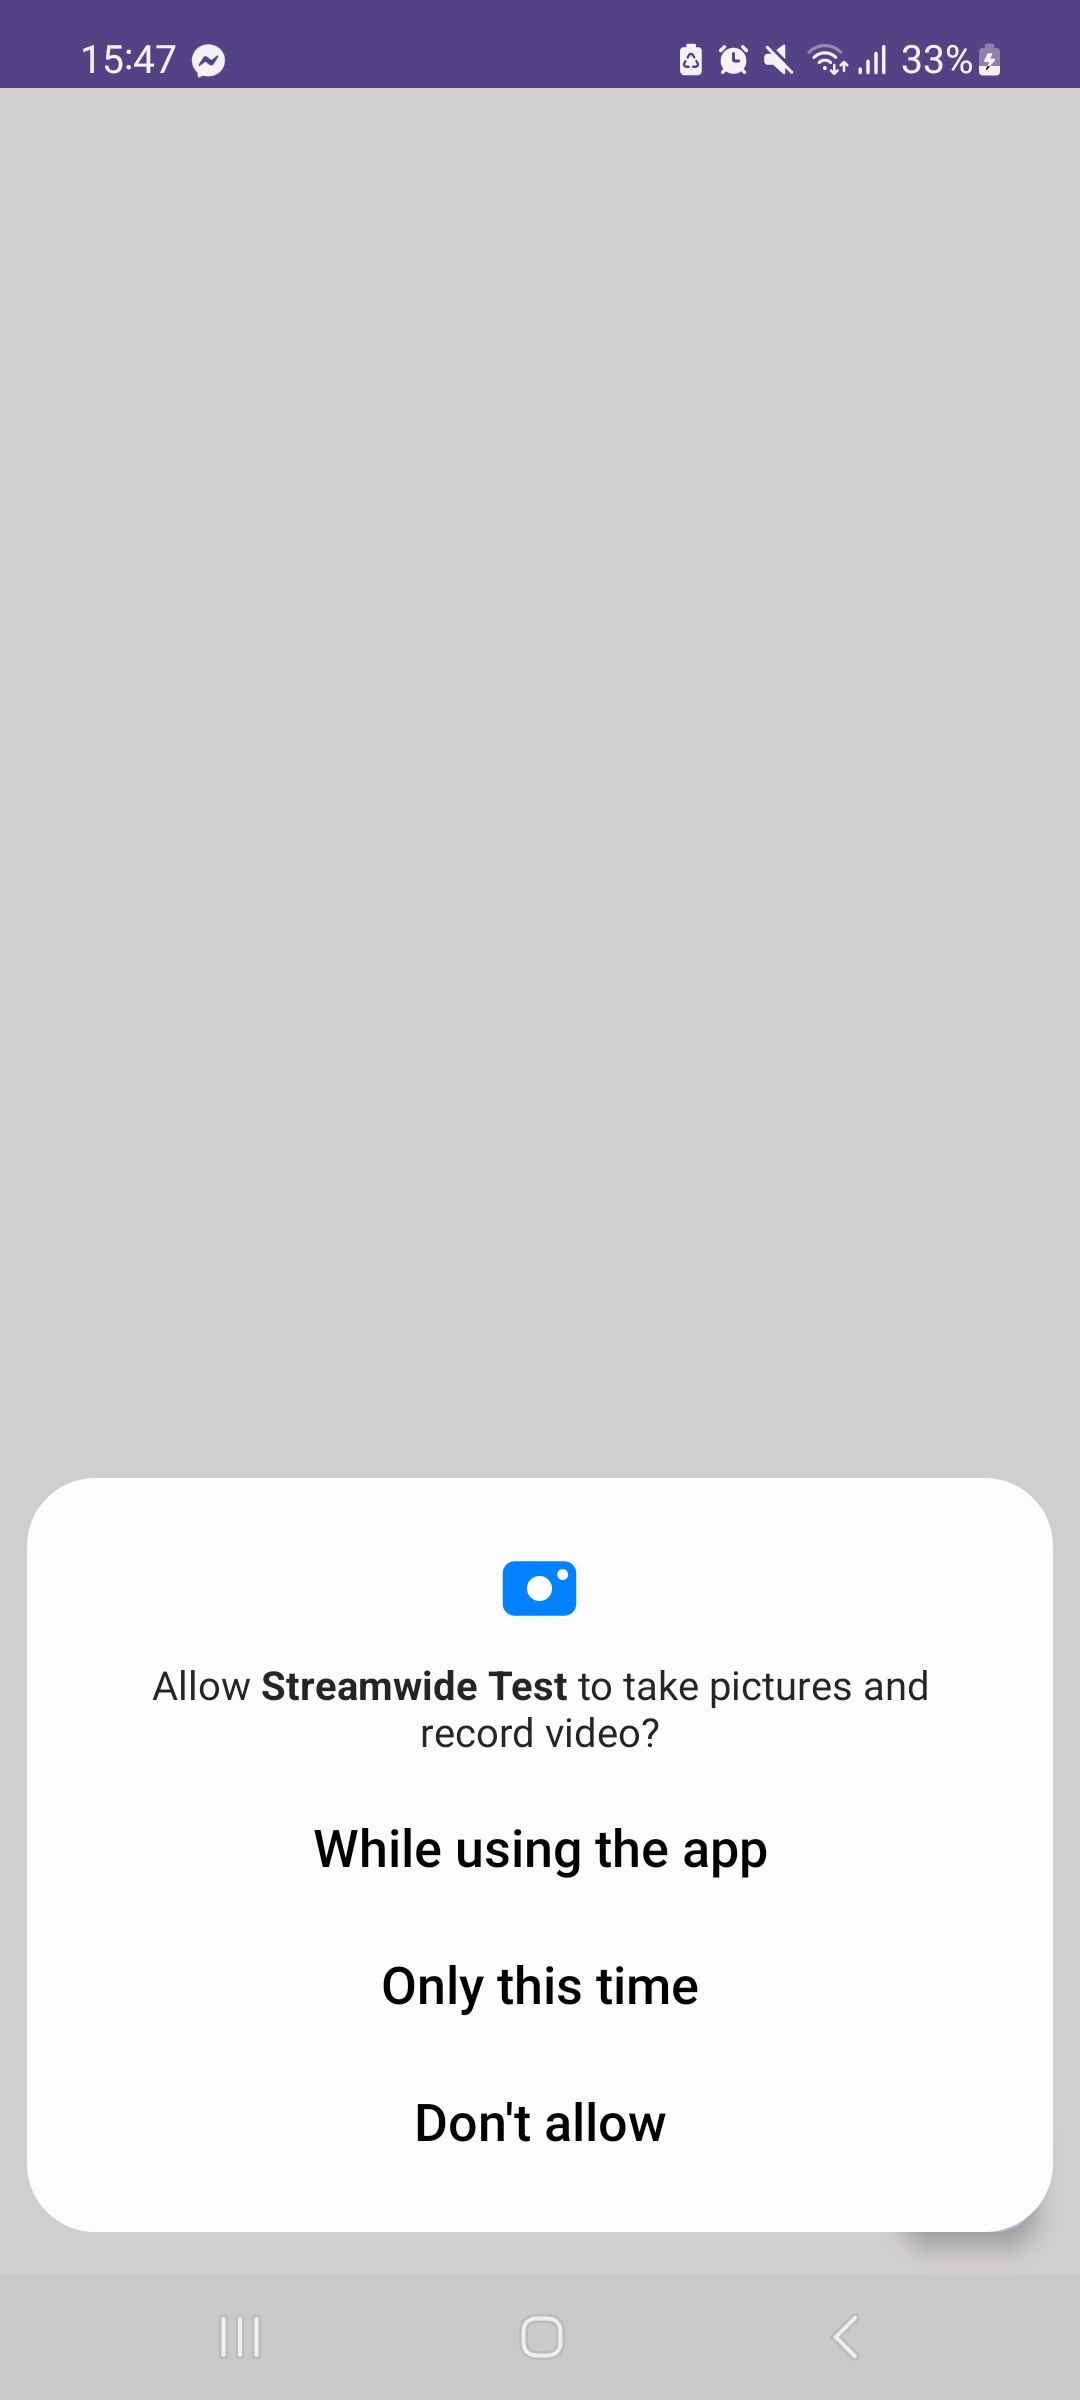 15:47 33%
Allow Streamwide Test to take pictures and
record video?
While using the app
Only this time
Don't allow